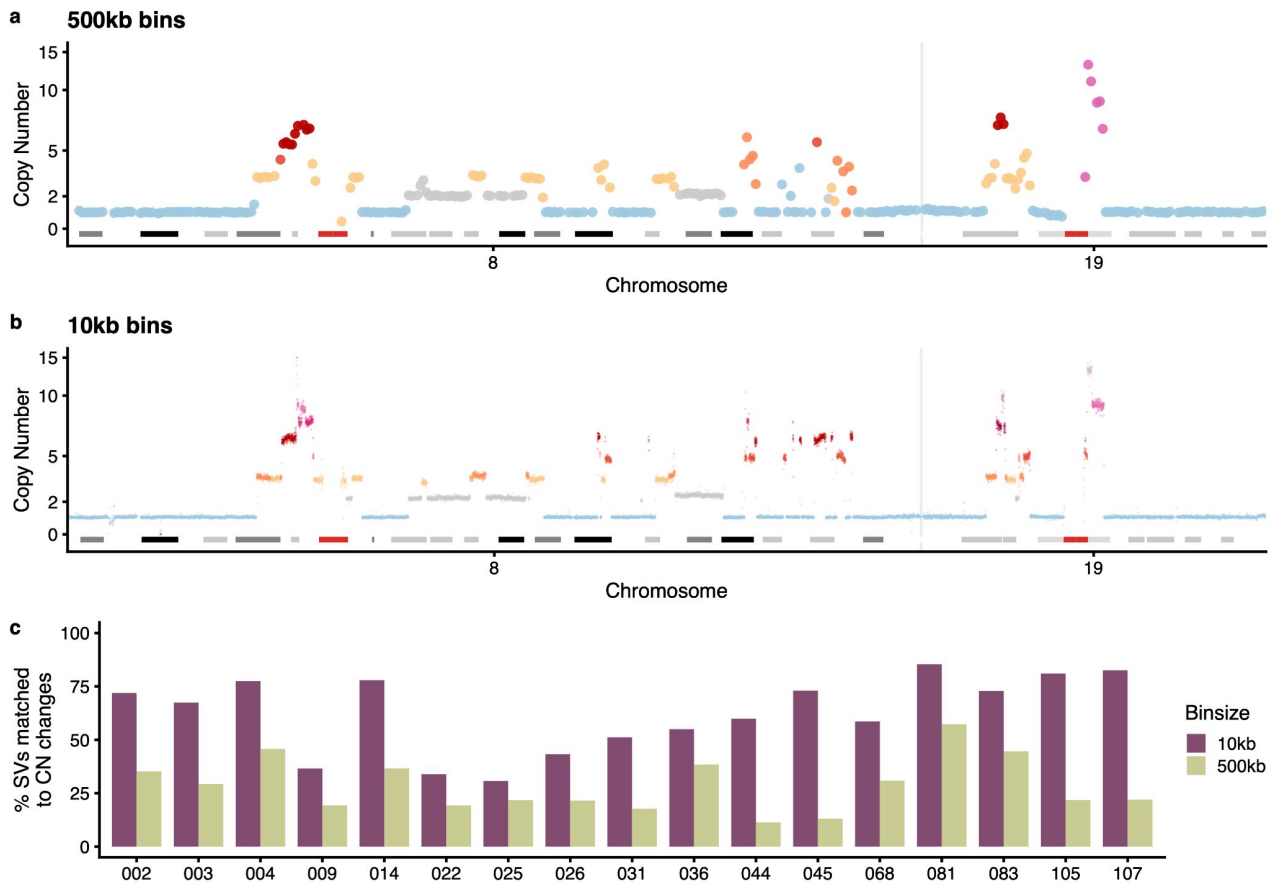 a 500kb bins
15
10
5
2
0
Copy Number
8 19
Chromosome
b 10kb bins
15
10
5
2
0
Copy Number
8 19
Chromosome
c
100
75
50
25
0
% SVs matched
to CN changes
002 003 004 009 014 022 025 026 031 036 044 045 068 081 083 105 107
Binsize
10kb
500kb